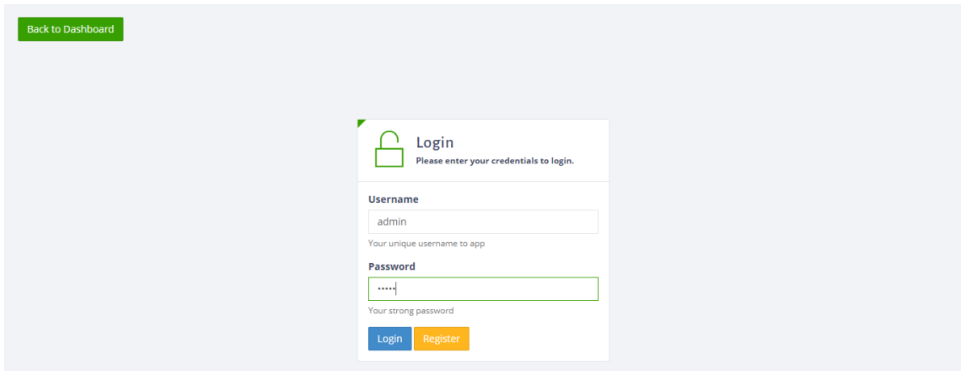 Back to Dashboard
Login
Please enter your credentials to login.
Username
admin
Your unique username to app
Password
•••••
Your strong password
Login Register